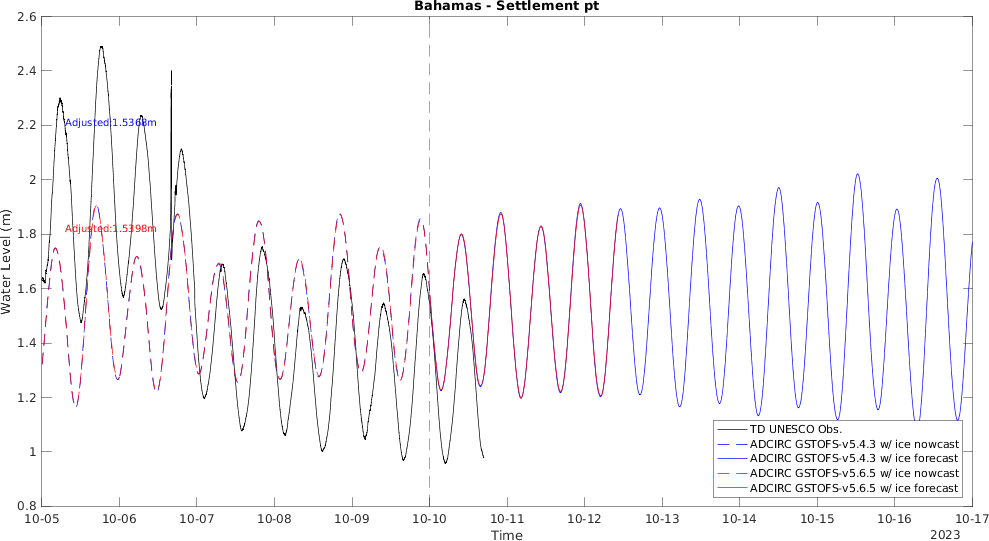 Bahamas - Settlement pt
2.6
2.4
2.2
2
1.8
1.6
1.4
1.2
1
0.8
Water Level (m)
Adjusted:1.5368m
Adjusted:1.5398m
TD UNESCO Obs.
ADCIRC GSTOFS-v5.4.3 w/ ice nowcast
ADCIRC GSTOFS-v5.4.3 w/ ice forecast
ADCIRC GSTOFS-v5.6.5 w/ ice nowcast
ADCIRC GSTOFS-v5.6.5 w/ ice forecast
10-05 10-06 10-07 10-08 10-09 10-10 10-11 10-12 10-13 10-14 10-15 10-16 10-17
Time
2023